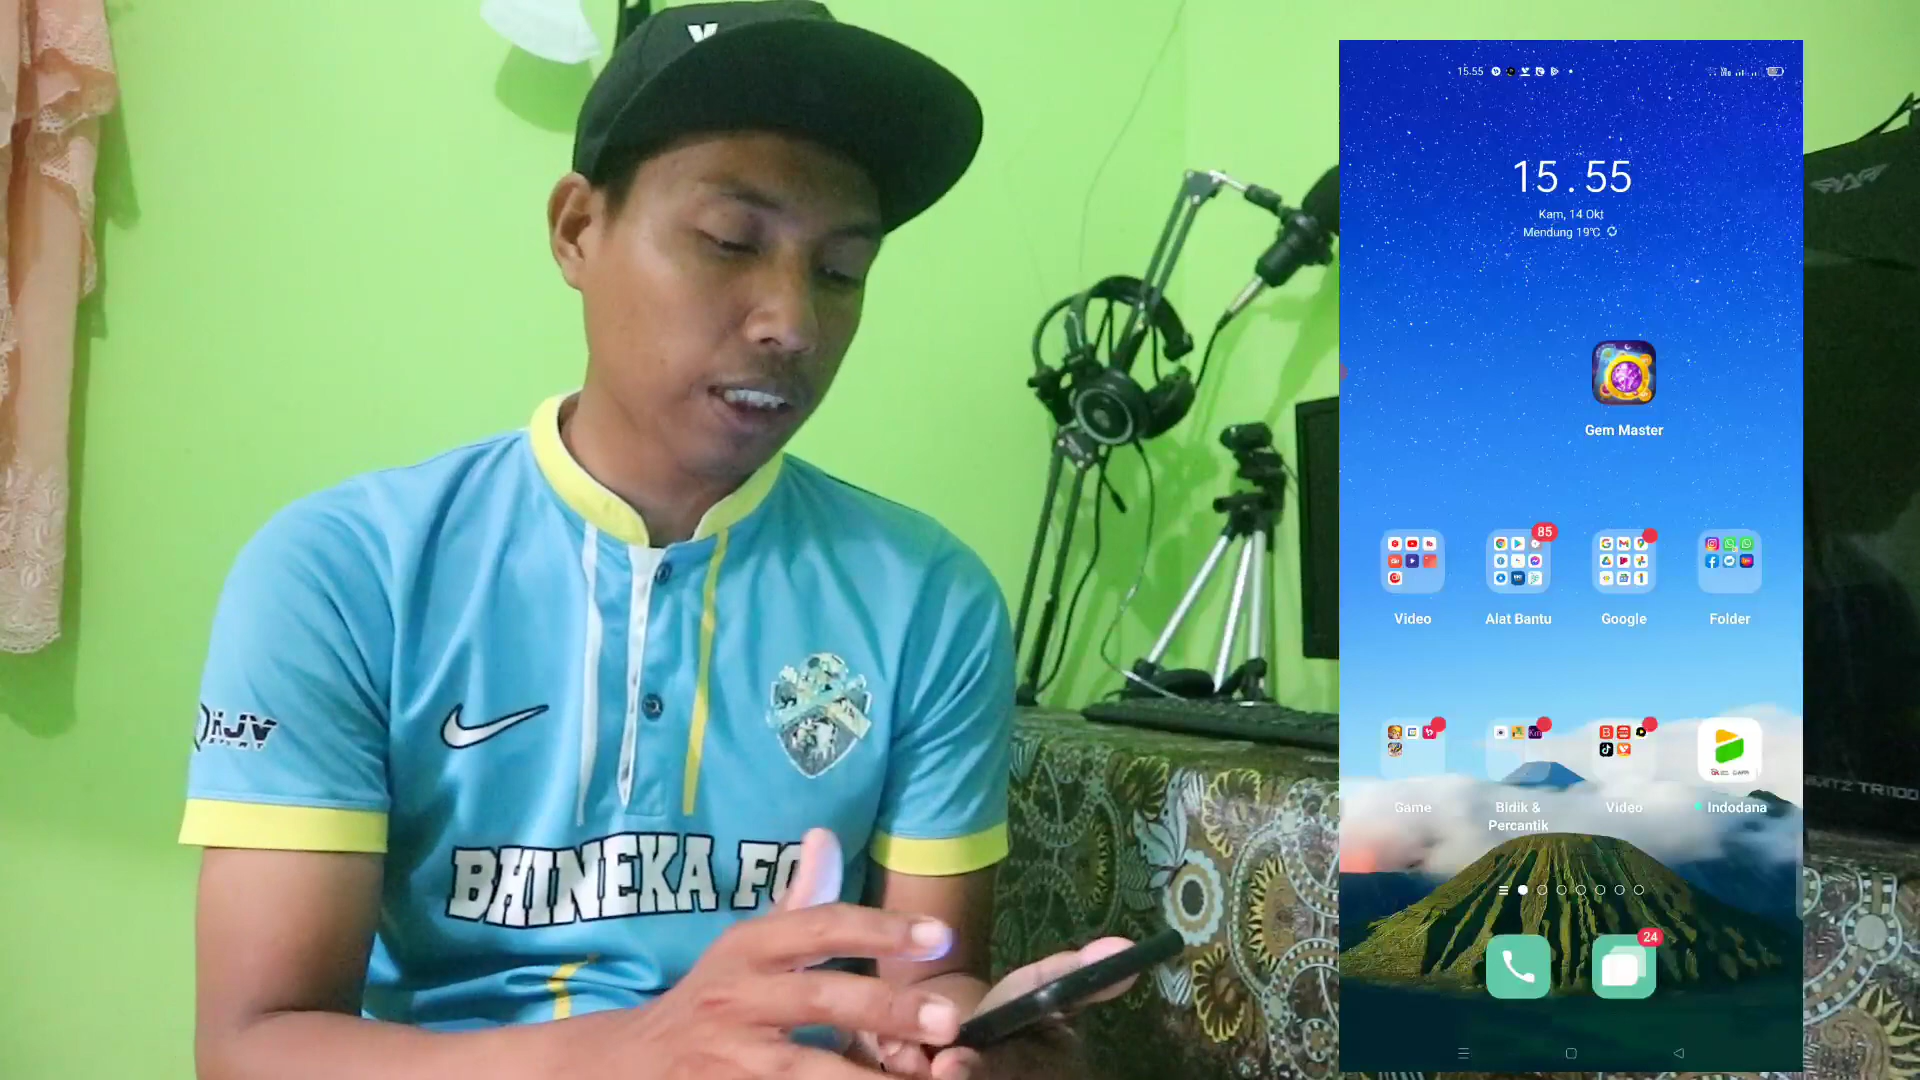 V
15.55
15.55
Kam, 14 Okt
Mendung 19°C
Gem Master
85
Video
Alat Bantu
Google
Folder
Game
Bidik &
Percantik
Video
Indodana
24
BHINEKA FC